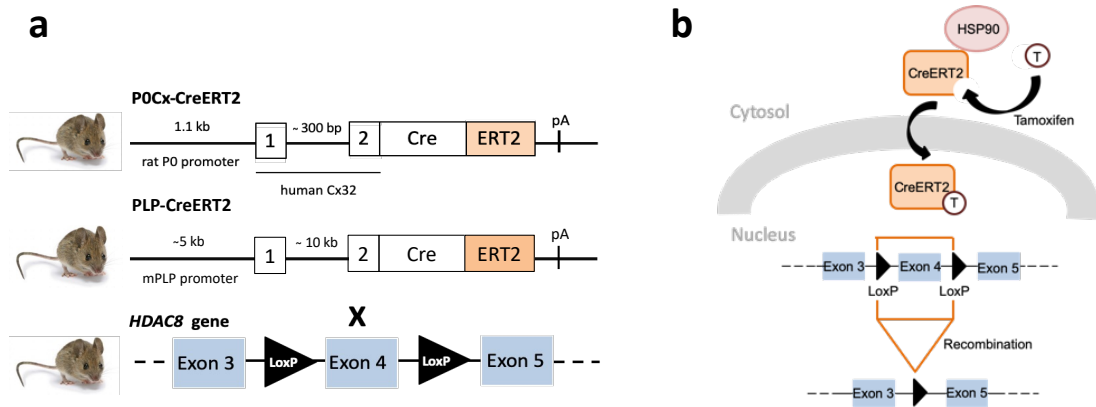 a
P0Cx-CreERT2
1.1 kb
1
~ 300 bp
2
Cre
ERT2
pA
rat P0 promoter
human Cx32
PLP-CreERT2
~5 kb
1
~ 10 kb
2
Cre
ERT2
pA
mPLP promoter
HDAC8 gene
X
Exon 3
LoxP
Exon 4
LoxP
Exon 5
b
HSP90
CreERT2
T
Tamoxifen
Cytosol
CreERT2
T
Nucleus
Exon 3
Exon 4
Exon 5
LoxP
LoxP
Recombination
Exon 3
Exon 5